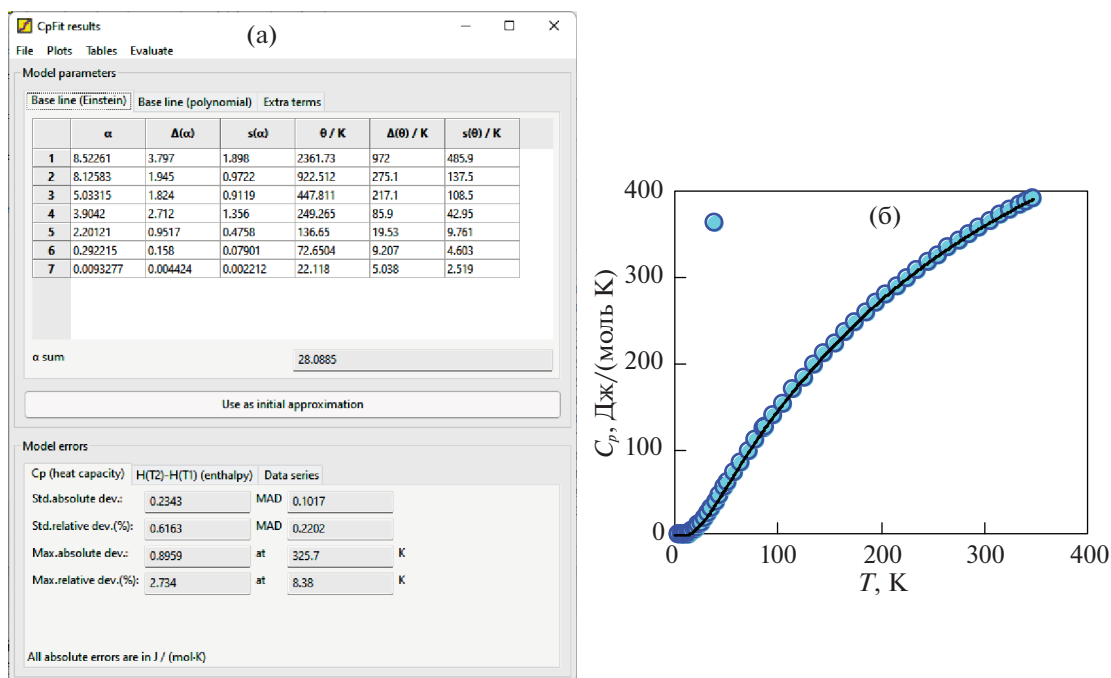 CpFit results
(а)
File Plots Tables Evaluate
Model parameters
Base line (Einstein) Base line (polynomial) Extra terms
α Δ(α) s(α) θ / K Δ(θ) / K s(θ) / K
1 8.52261 3.797 1.898 2361.73 972 485.9
2 8.12583 1.945 0.9722 922.512 275.1 137.5
3 5.03315 1.824 0.9119 447.811 217.1 108.5
4 3.9042 2.712 1.356 249.265 85.9 42.95
5 2.20121 0.9517 0.4758 136.65 19.53 9.761
6 0.292215 0.158 0.07901 72.6504 9.207 4.603
7 0.0093277 0.004424 0.002212 22.118 5.038 2.519
α sum 28.0885
Use as initial approximation
Model errors
Cp (heat capacity) H(T2)-H(T1) (enthalpy) Data series
Std.absolute dev.: 0.2343 MAD 0.1017
Std.relative dev.(%): 0.6163 MAD 0.2202
Max.absolute dev.: 0.8959 at 325.7 K
Max.relative dev.(%): 2.734 at 8.38 K
All absolute errors are in J / (mol·K)
(б)
Cp, Дж/(моль К)
400
300
200
100
0
0 100 200 300 400
T, K